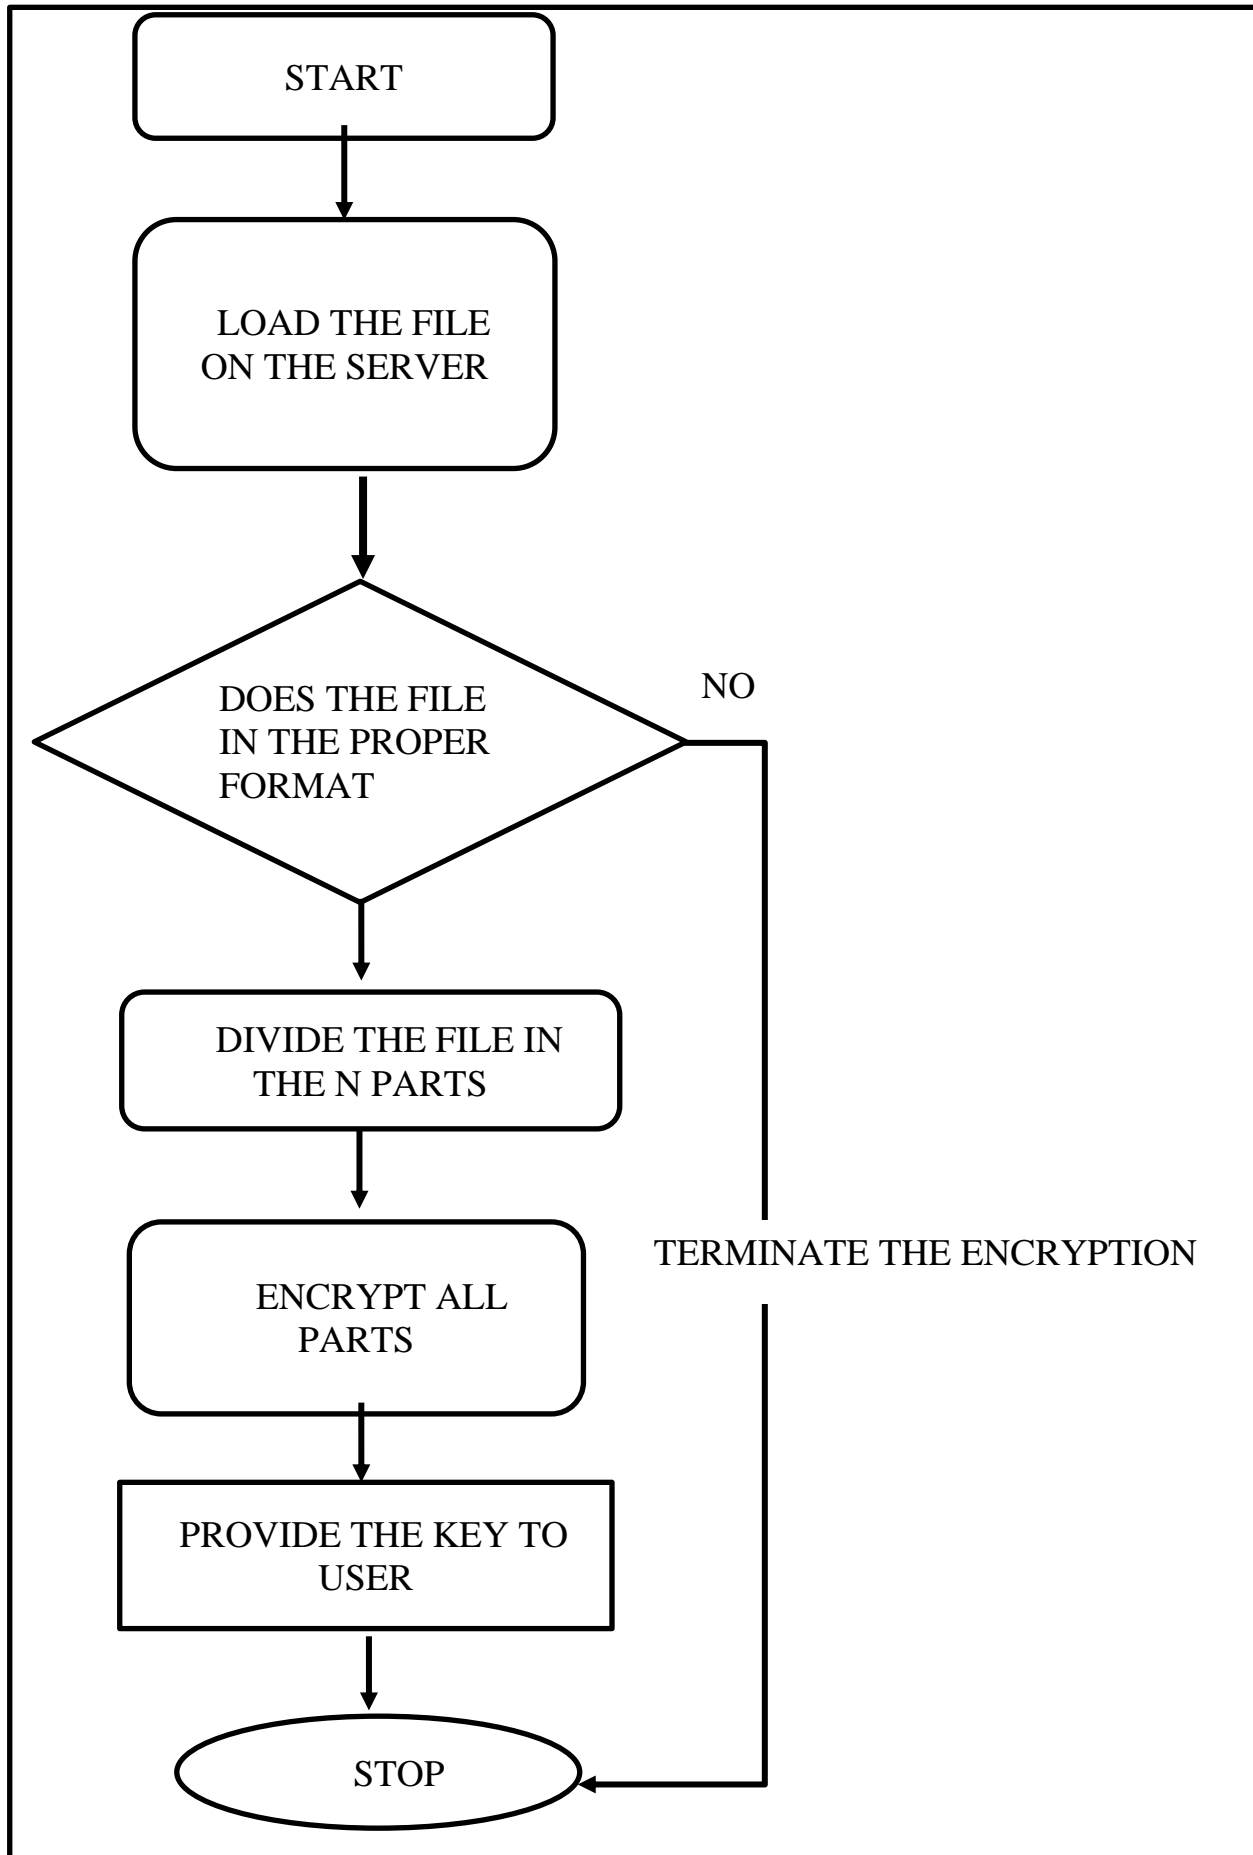 START
LOAD THE FILE
ON THE SERVER
DOES THE FILE
IN THE PROPER
FORMAT
NO
DIVIDE THE FILE IN
THE N PARTS
TERMINATE THE ENCRYPTION
ENCRYPT ALL
PARTS
PROVIDE THE KEY TO
USER
STOP